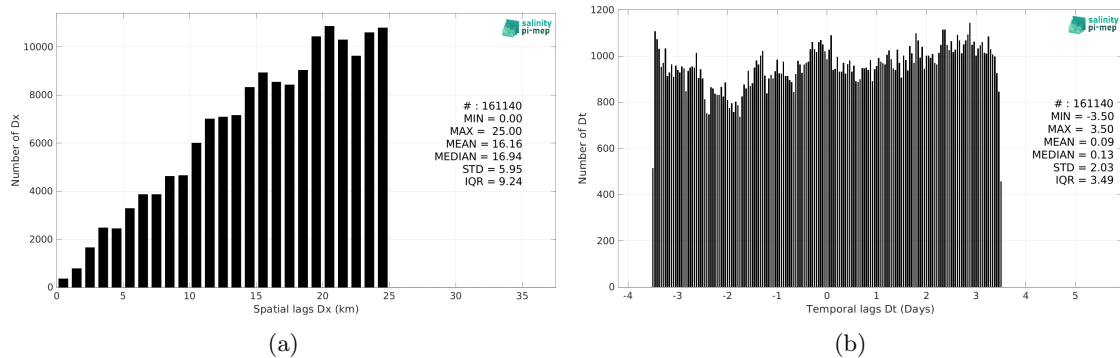 salinity
pi-mep
10000
8000
6000
4000
2000
0
Number of Dx
# : 161140
MIN = 0.00
MAX = 25.00
MEAN = 16.16
MEDIAN = 16.94
STD = 5.95
IQR = 9.24
0 5 10 15 20 25 30 35
Spatial lags Dx (km)
(a)
salinity
pi-mep
1200
1000
800
600
400
200
0
Number of Dt
# : 161140
MIN = -3.50
MAX = 3.50
MEAN = 0.09
MEDIAN = 0.13
STD = 2.03
IQR = 3.49
-4 -3 -2 -1 0 1 2 3 4 5
Temporal lags Dt (Days)
(b)